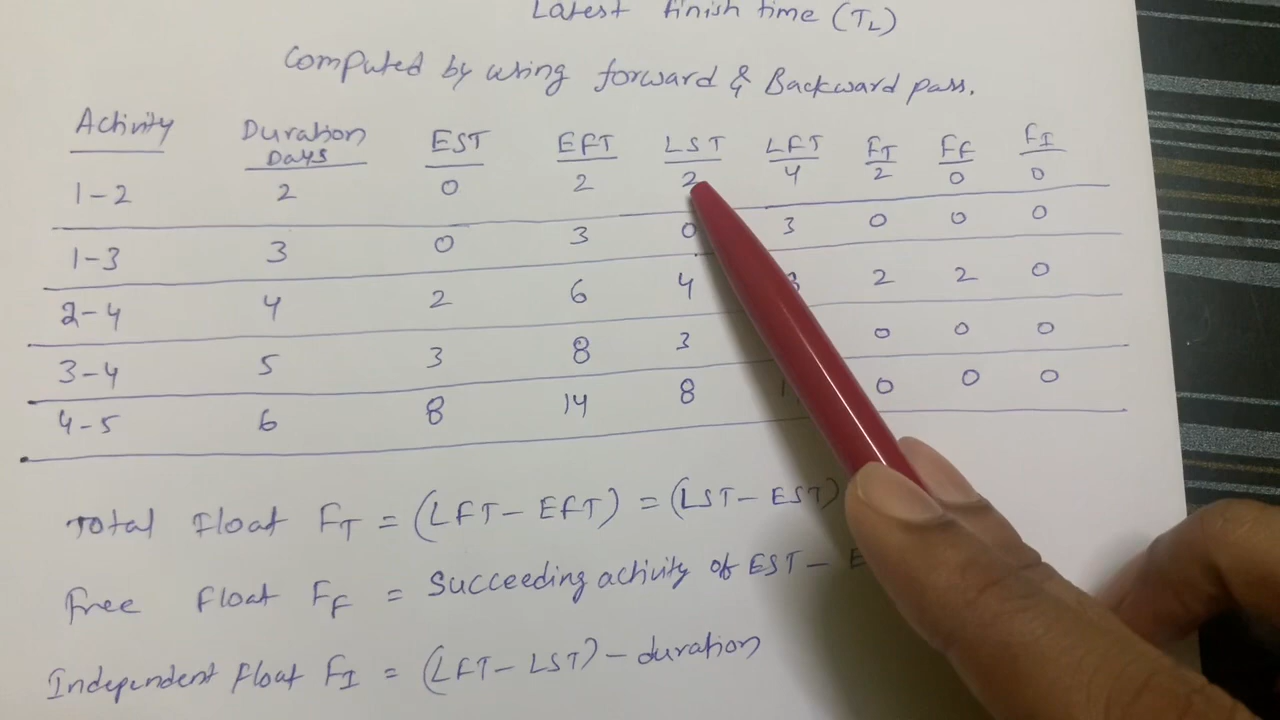 Latest finish time (TL)
Computed by using forward & Backward pass.
Activity Duration Days EST EFT LST LFT FT FF FI
1-2 2 0 2 2 4 2 0 0
1-3 3 0 3 0 3 0 0 0
2-4 4 2 6 4 2 2 0
3-4 5 3 8 3 0 0 0
4-5 6 8 14 8 0 0 0
Total Float FT = (LFT - EFT) = (LST - EST)
Free Float FF = Succeeding activity of EST -
Independent float FI = (LFT - LST) - duration